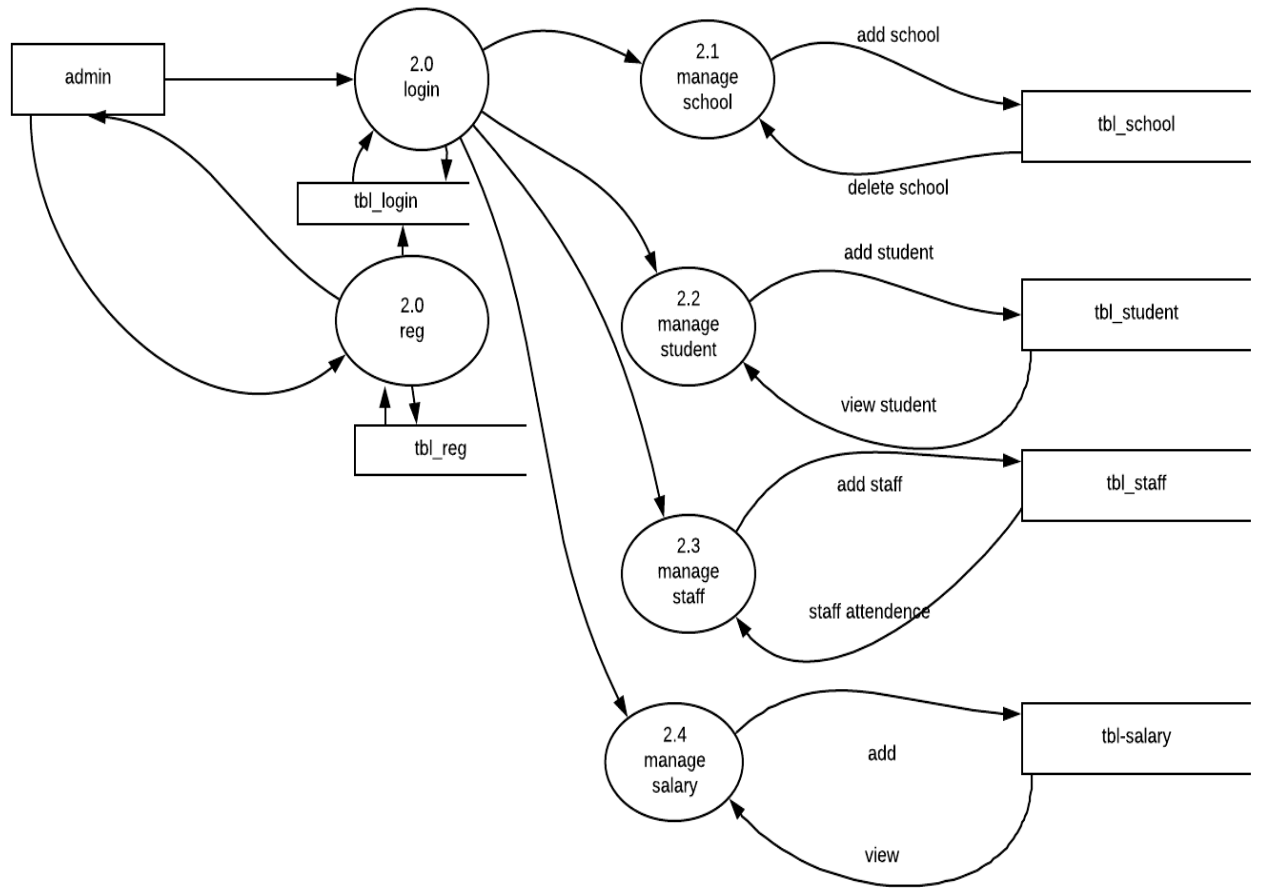 admin
2.0
login
2.1
manage
school
add school
tbl_school
delete school
tbl_login
2.0
reg
tbl_reg
2.2
manage
student
add student
tbl_student
view student
2.3
manage
staff
add staff
tbl_staff
staff attendence
2.4
manage
salary
add
tbl-salary
view